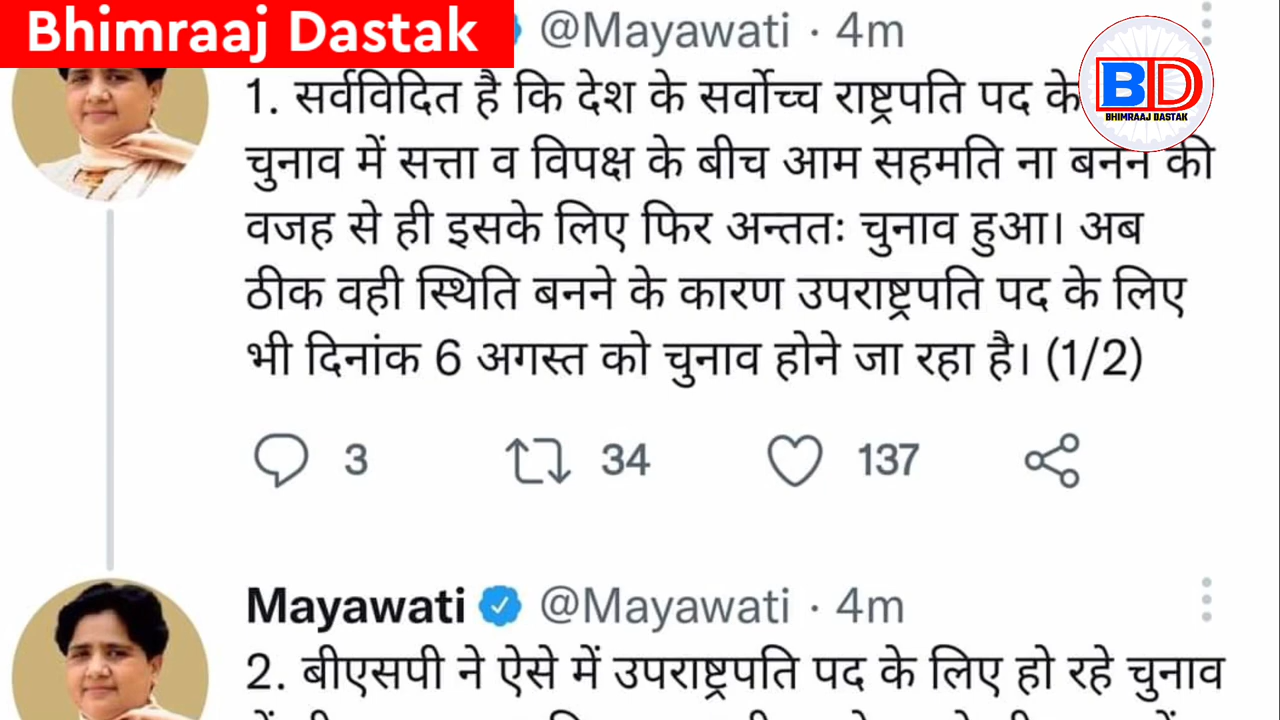 Bhimraaj Dastak
@Mayawati · 4m
BD
BHIMRAAJ DASTAK
1. सर्वविदित है कि देश के सर्वोच्च राष्ट्रपति पद के
चुनाव में सत्ता व विपक्ष के बीच आम सहमति ना बनने की
वजह से ही इसके लिए फिर अन्ततः चुनाव हुआ। अब
ठीक वही स्थिति बनने के कारण उपराष्ट्रपति पद के लिए
भी दिनांक 6 अगस्त को चुनाव होने जा रहा है। (1/2)
3 34 137
Mayawati @Mayawati · 4m
2. बीएसपी ने ऐसे में उपराष्ट्रपति पद के लिए हो रहे चुनाव